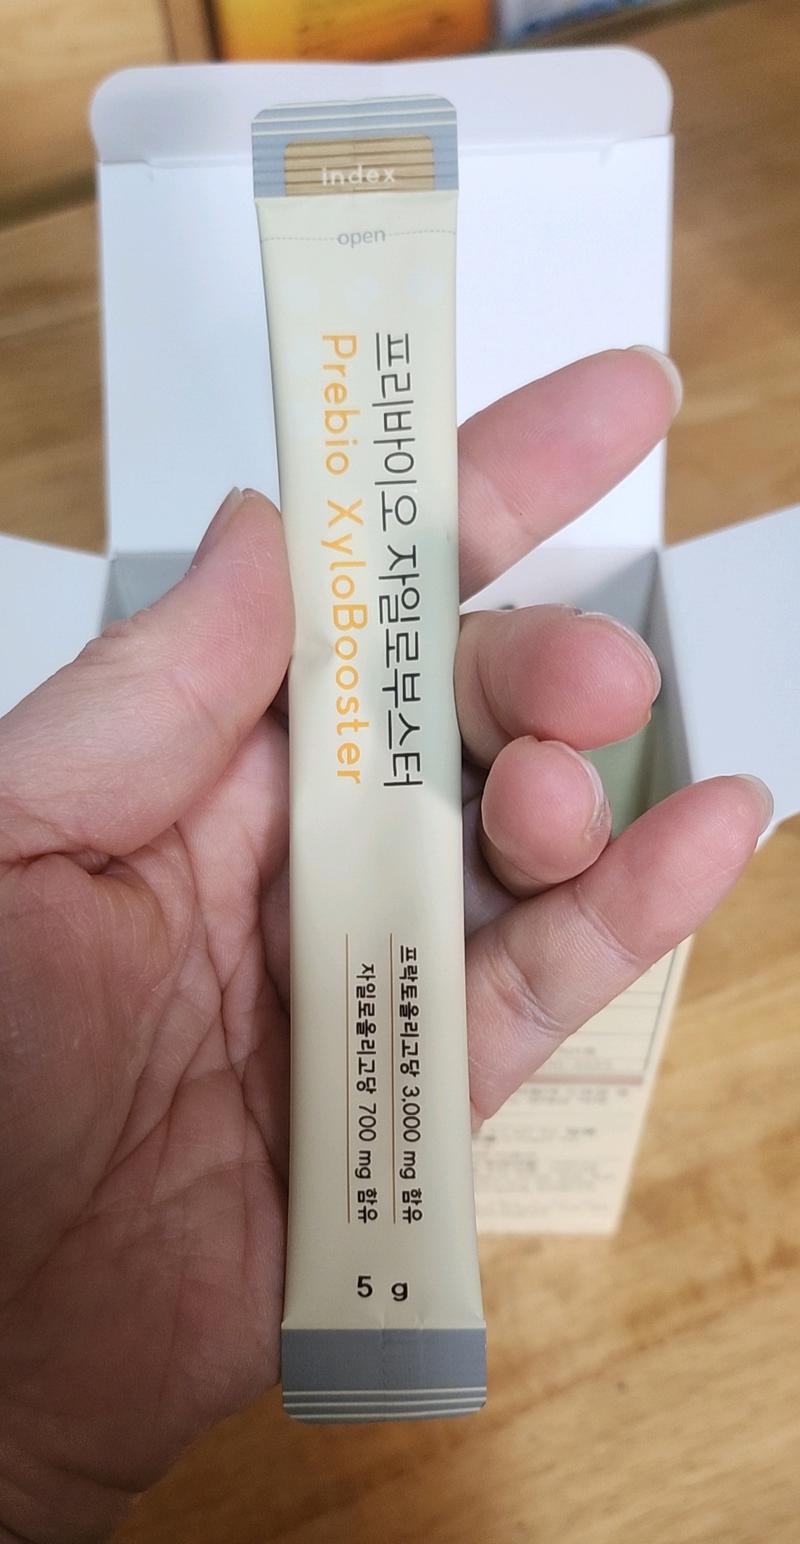 index
open
프리바이오 자일로부스터
Prebio XyloBooster
프락토올리고당 3,000 mg 함유
자일로올리고당 700 mg 함유
5 g